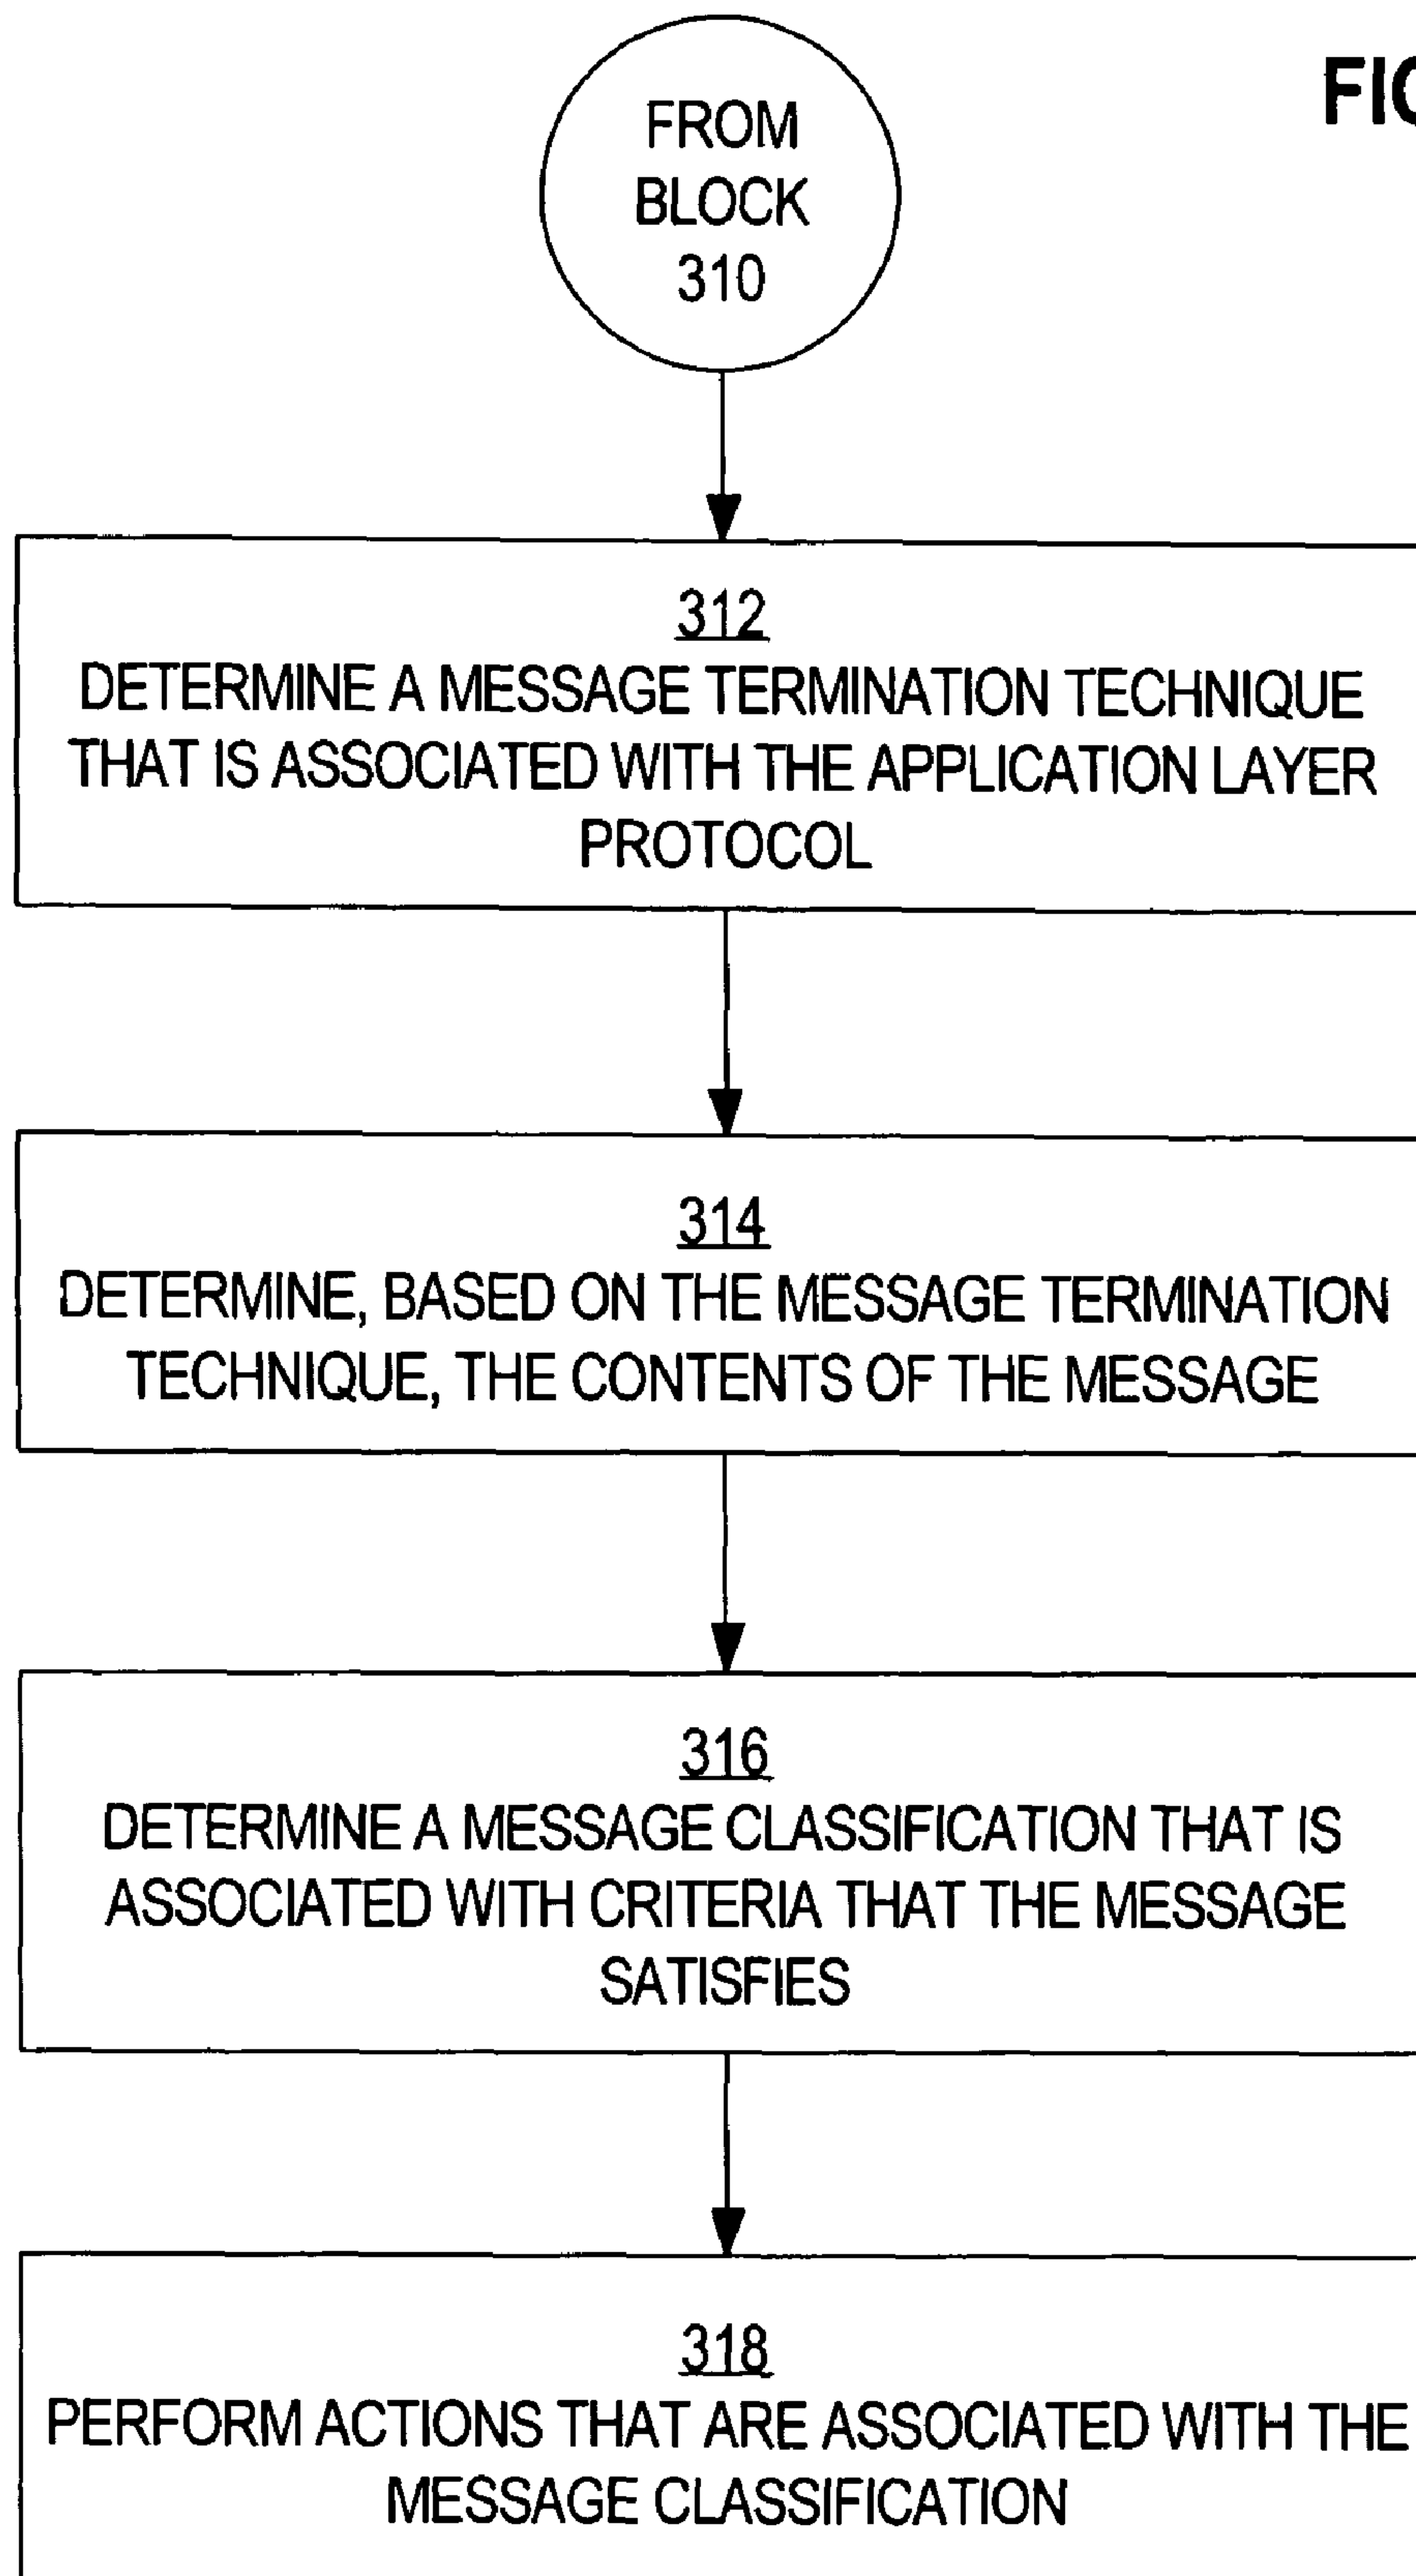 FROM
BLOCK
310
312
DETERMINE A MESSAGE TERMINATION TECHNIQUE
THAT IS ASSOCIATED WITH THE APPLICATION LAYER
PROTOCOL
314
DETERMINE, BASED ON THE MESSAGE TERMINATION
TECHNIQUE, THE CONTENTS OF THE MESSAGE
316
DETERMINE A MESSAGE CLASSIFICATION THAT IS
ASSOCIATED WITH CRITERIA THAT THE MESSAGE
SATISFIES
318
PERFORM ACTIONS THAT ARE ASSOCIATED WITH THE
MESSAGE CLASSIFICATION